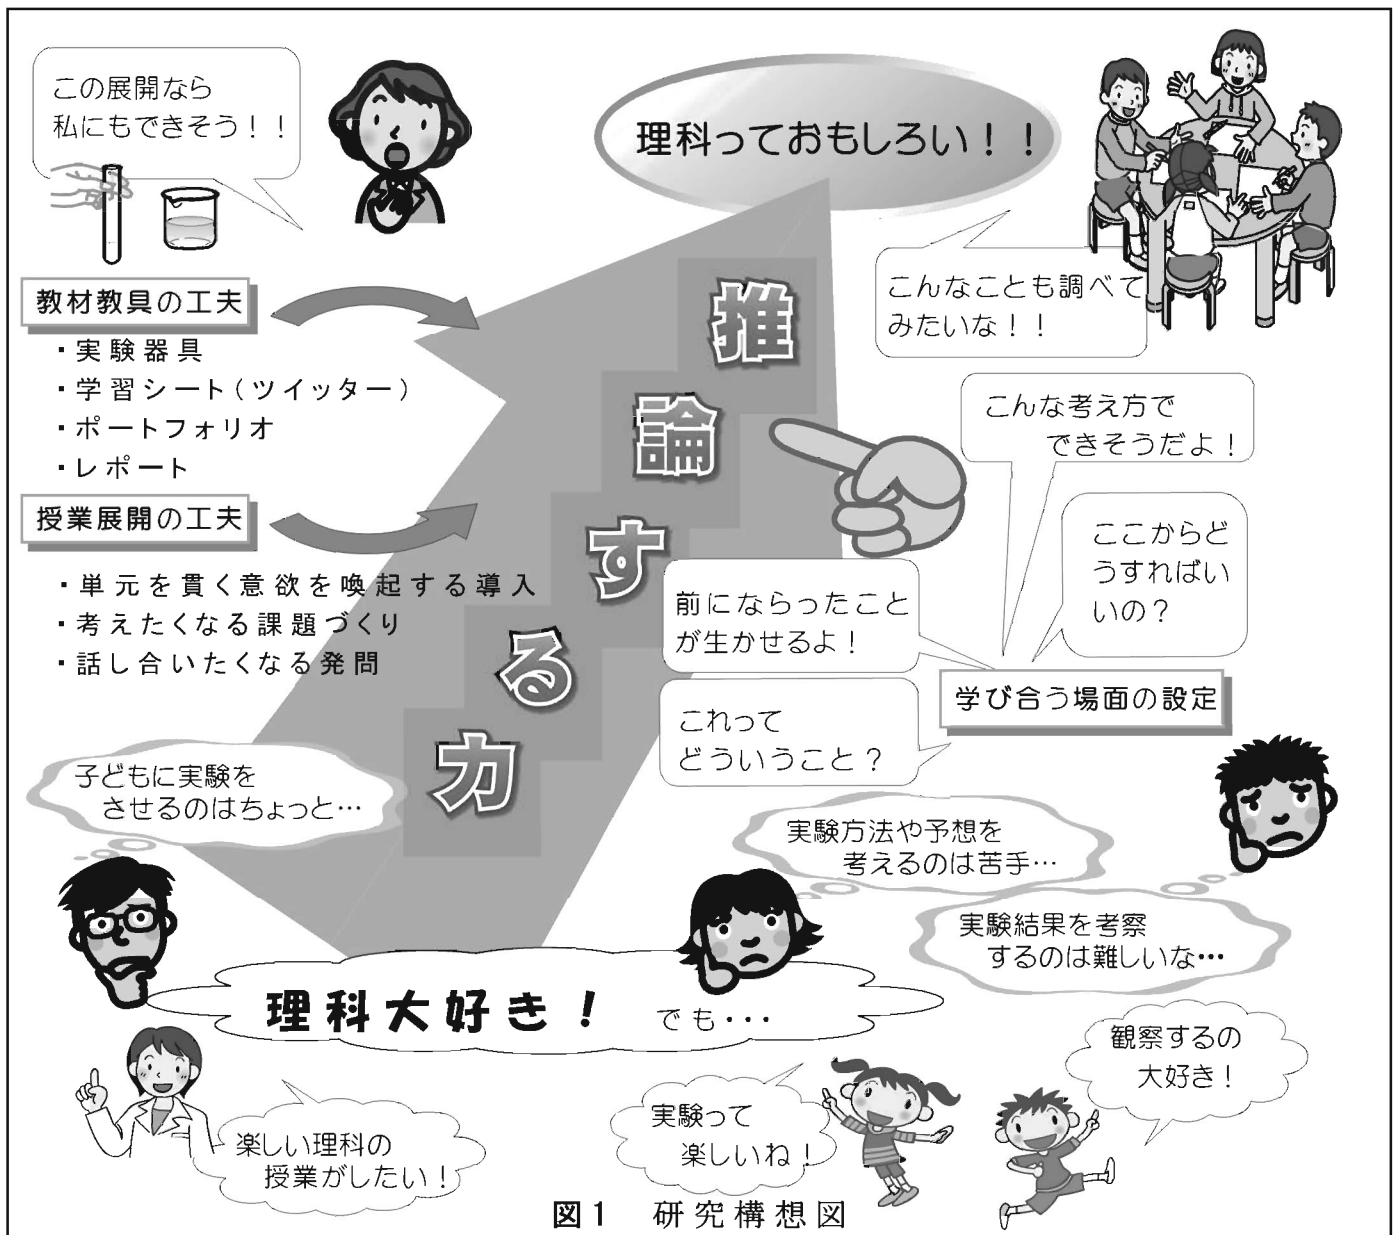 この展開なら
私にもできそう！！
理科っておもしろい！！
こんなことも調べて
みたいな！！
教材教具の工夫
・実験器具
・学習シート（ツイッター）
・ポートフォリオ
・レポート
授業展開の工夫
・単元を貫く意欲を喚起する導入
・考えたくなる課題づくり
・話し合いたくなる発問
推
論
す
る
力
こんな考え方で
できそうだよ！
ここからど
うすればい
いの？
前にならったこと
が生かせるよ！
学び合う場面の設定
これって
どういうこと？
子どもに実験を
させるのはちょっと…
実験方法や予想を
考えるのは苦手…
実験結果を考察
するのは難しいな…
理科大好き！ でも・・・
観察するの
大好き！
実験って
楽しいね！
楽しい理科の
授業がしたい！
図1 研究構想図